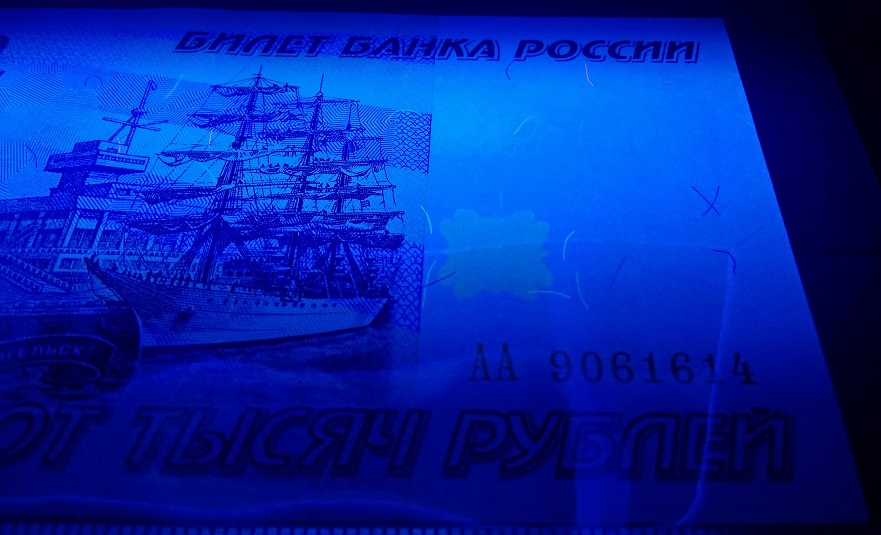 БИЛЕТ БАНКА РОССИИ
АА 9061614
ТЫСЯЧ РУБЛЕЙ